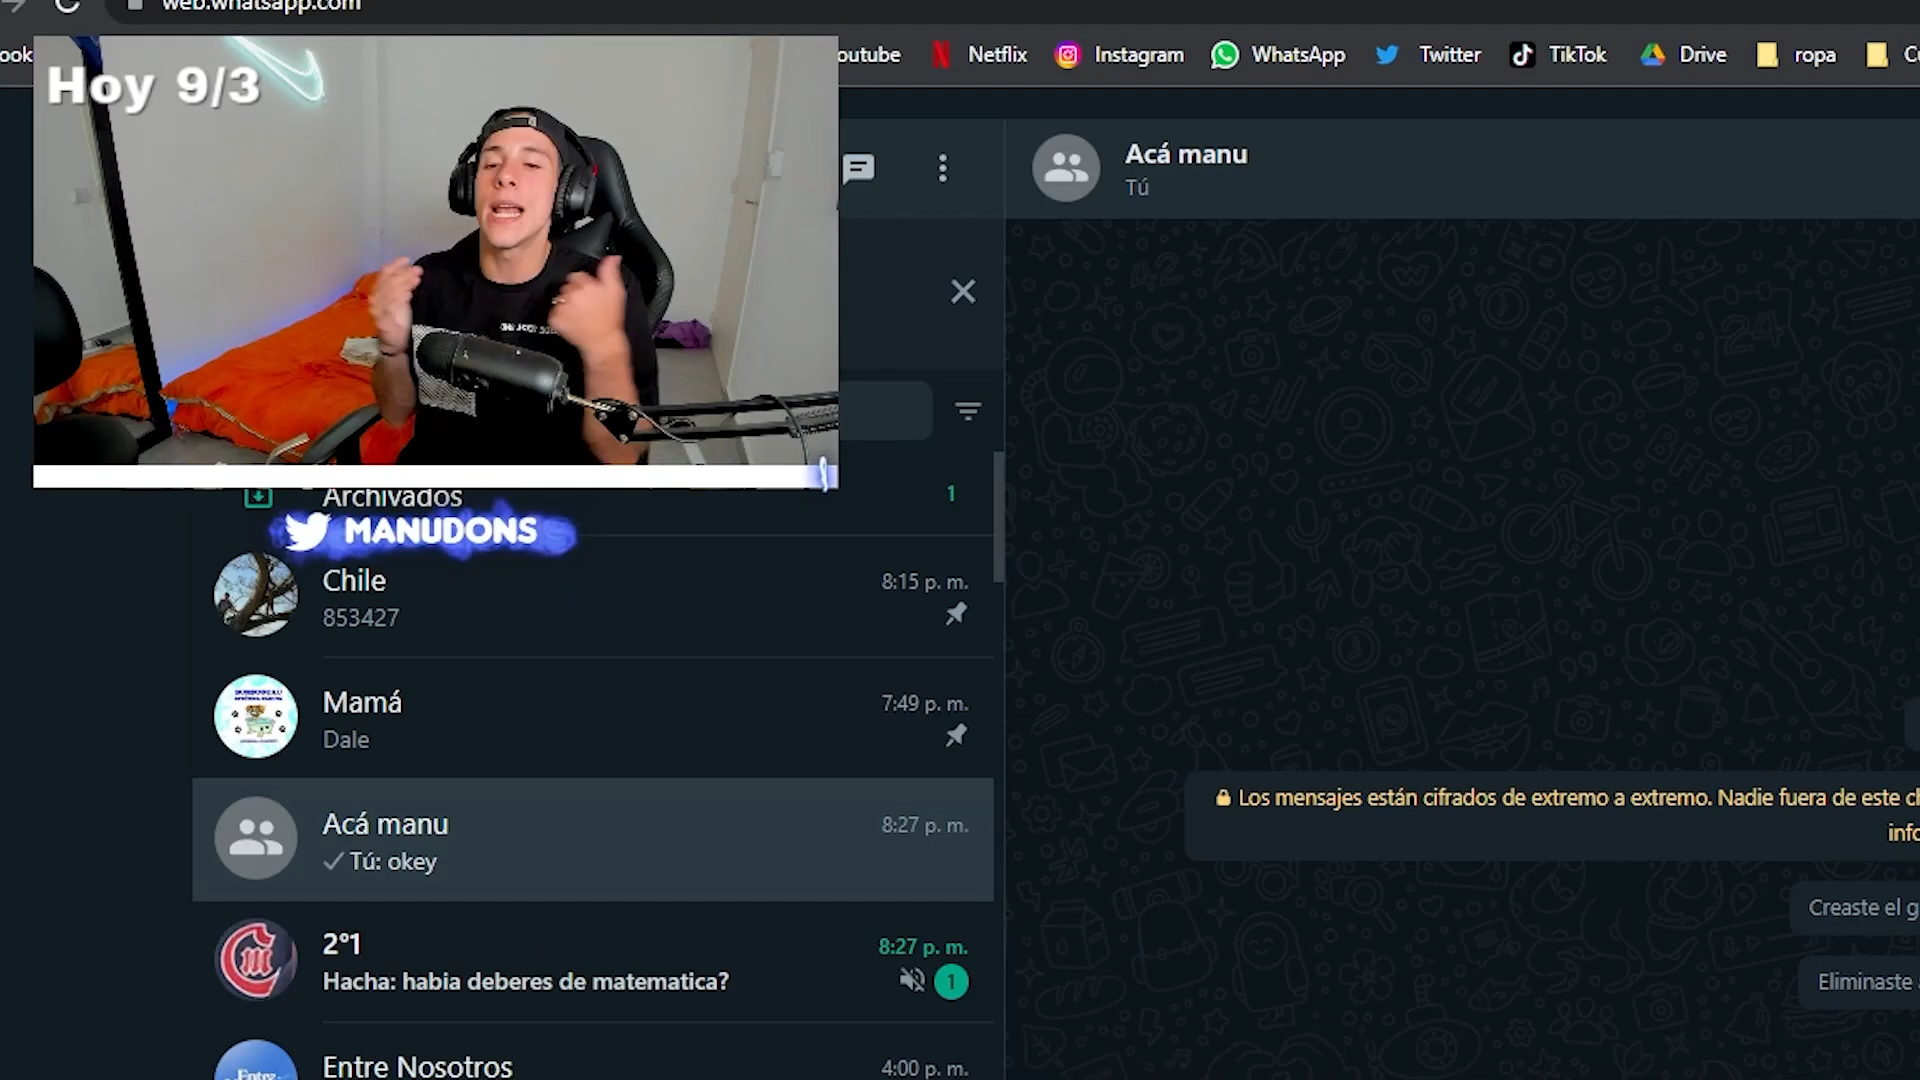 web.whatsapp.com
ook
outube
Netflix
Instagram
WhatsApp
Twitter
TikTok
Drive
ropa
Hoy 9/3
Acá manu
Tú
Archivados
1
MANUDONS
Chile
8:15 p. m.
853427
Mamá
7:49 p. m.
Dale
Acá manu
8:27 p. m.
Tú: okey
2°1
8:27 p. m.
Hacha: habia deberes de matematica?
1
Entre Nosotros
4:00 p. m.
Los mensajes están cifrados de extremo a extremo. Nadie fuera de este ch
info
Creaste el g
Eliminaste